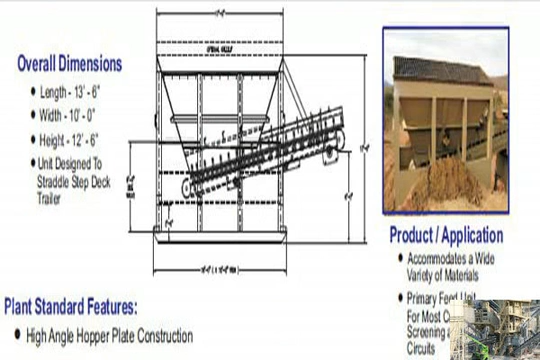 Overall Dimensions
● Length - 13' - 6"
● Width - 10' - 0"
● Height - 12' - 6"
● Unit Designed To
Straddle Step Deck
Trailer
Product / Application
● Accommodates a Wide
Variety of Materials
● Primary Feed Unit
For Most
Screening
Circuits
Plant Standard Features:
● High Angle Hopper Plate Construction